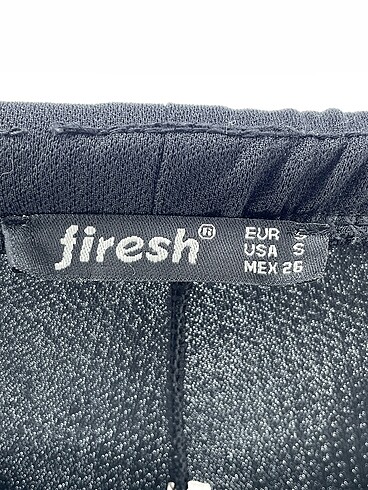 firesh®
EUR S
USA S
MEX 26